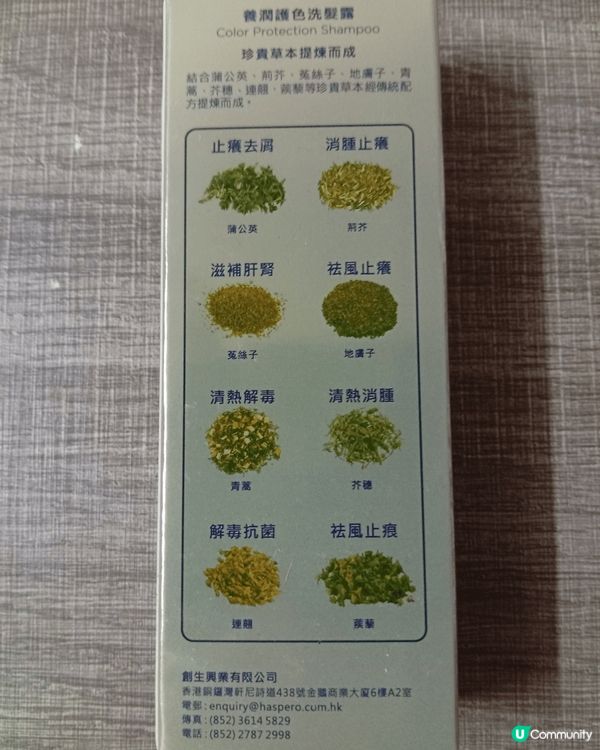 養潤護色洗髮露
Color Protection Shampoo
珍貴草本提煉而成
結合蒲公英、荊芥、菟絲子、地膚子、青
蒿、芥穗、連翹、蒺藜等珍貴草本經傳統配
方提煉而成。
止癢去屑 消腫止癢
蒲公英 荊芥
滋補肝腎 祛風止癢
菟絲子 地膚子
清熱解毒 清熱消腫
青蒿 芥穗
解毒抗菌 祛風止痕
連翹 蒺藜
創生興業有限公司
香港銅鑼灣軒尼詩道438號金鵰商業大廈6樓A2室
電郵：enquiry@haspero.cum.hk
傳真：(852) 3614 5829
電話：(852) 2787 2998
U Community